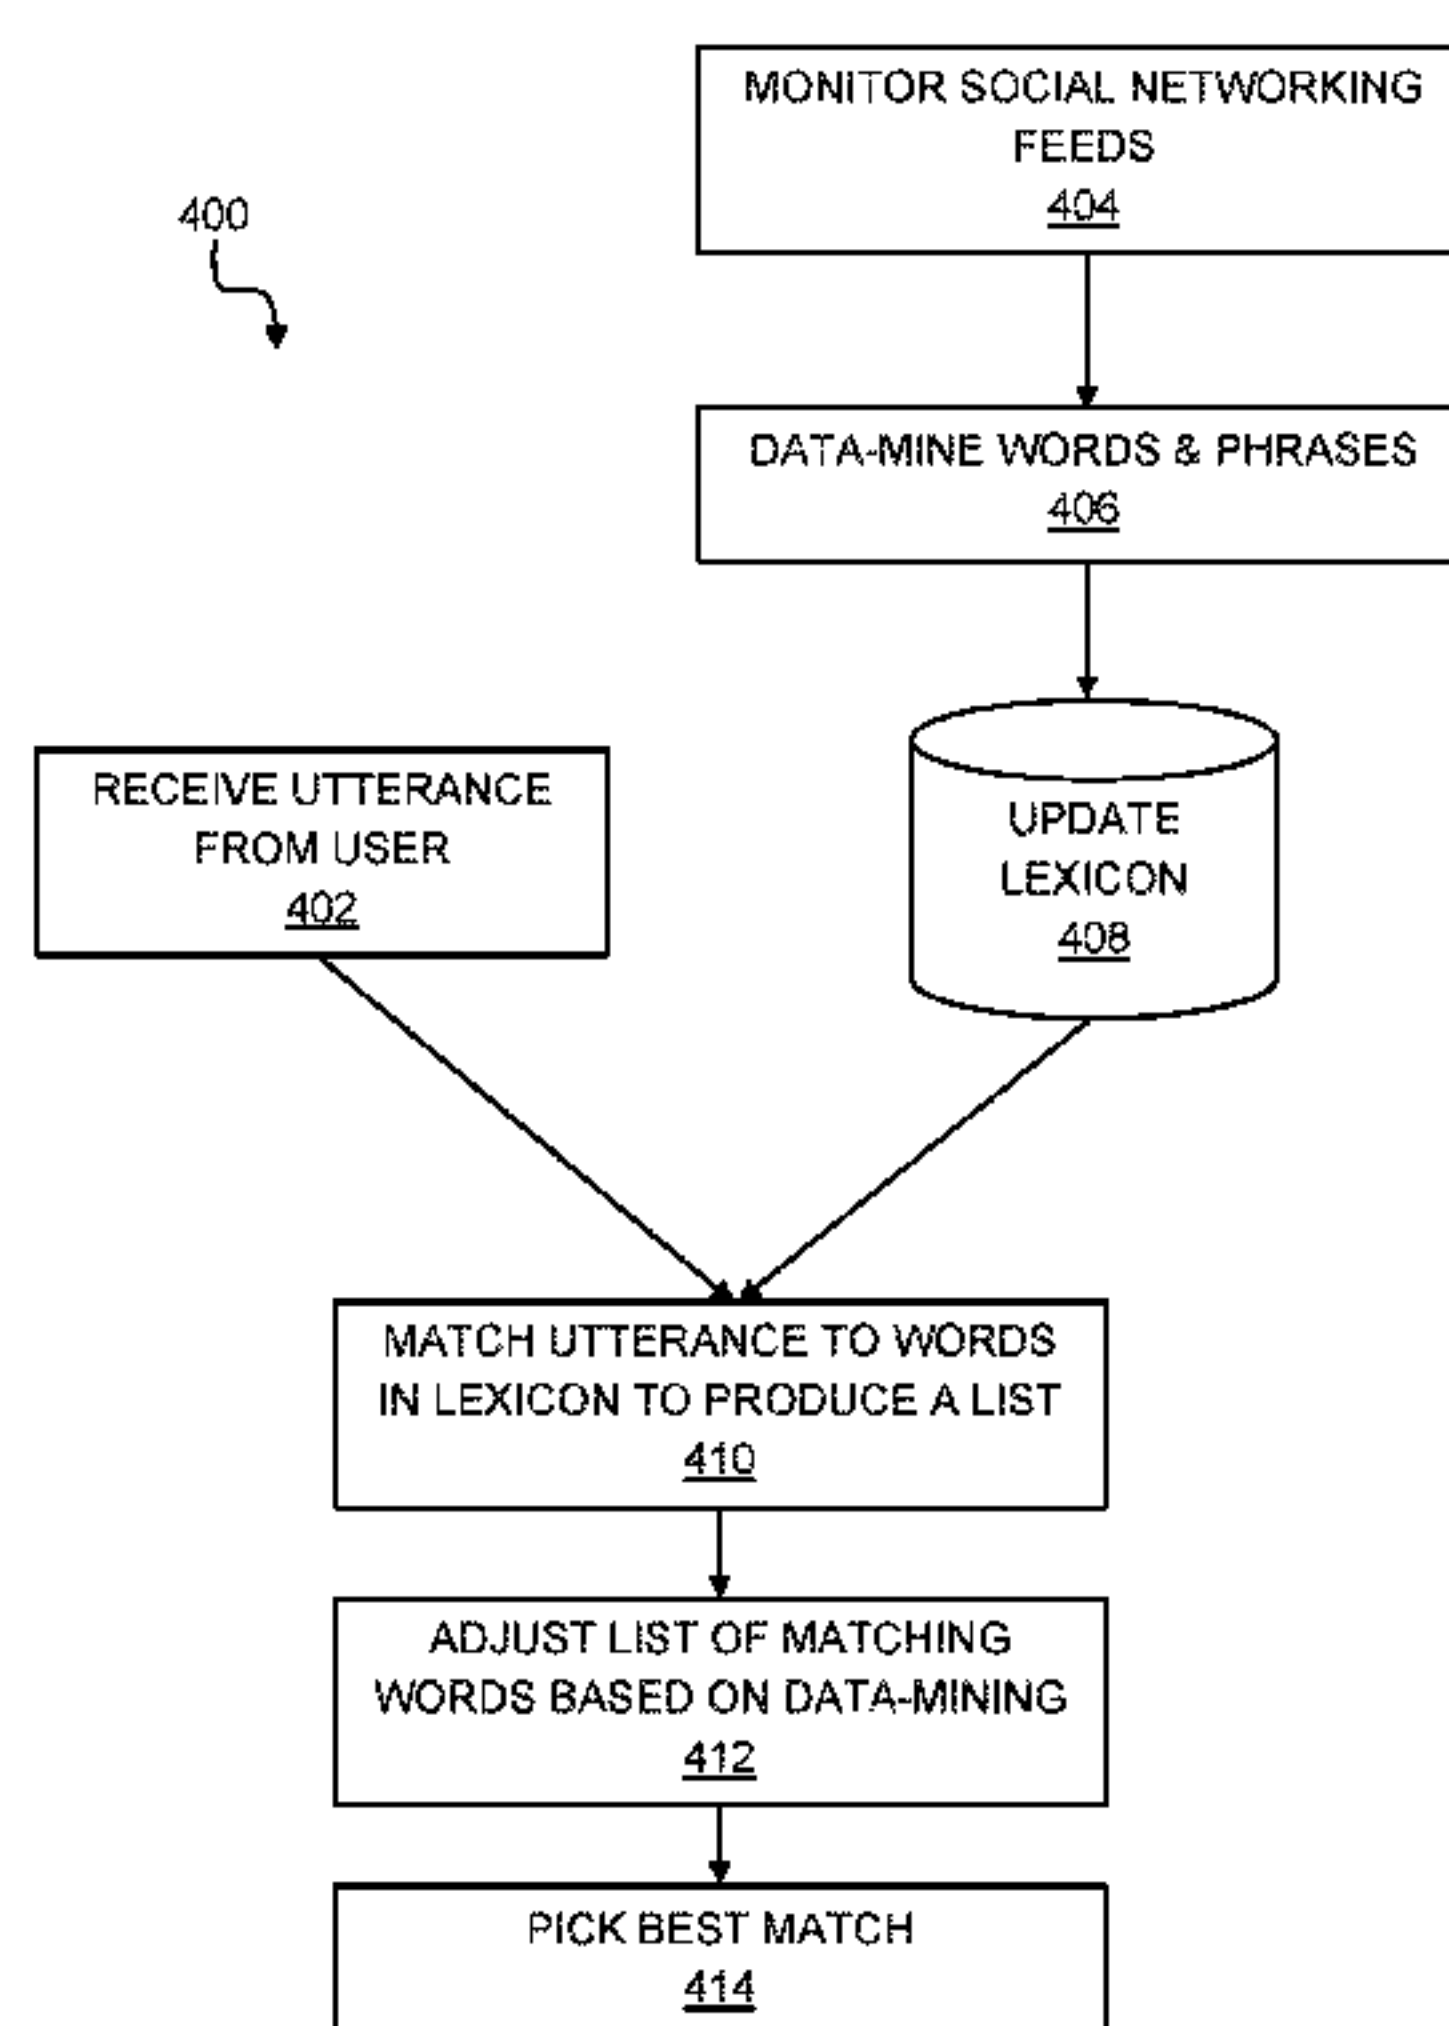 MONITOR SOCIAL NETWORKING
FEEDS
404
400
DATA-MINE WORDS & PHRASES
406
RECEIVE UTTERANCE
FROM USER
402
UPDATE
LEXICON
408
MATCH UTTERANCE TO WORDS
IN LEXICON TO PRODUCE A LIST
410
ADJUST LIST OF MATCHING
WORDS BASED ON DATA-MINING
412
PICK BEST MATCH
414